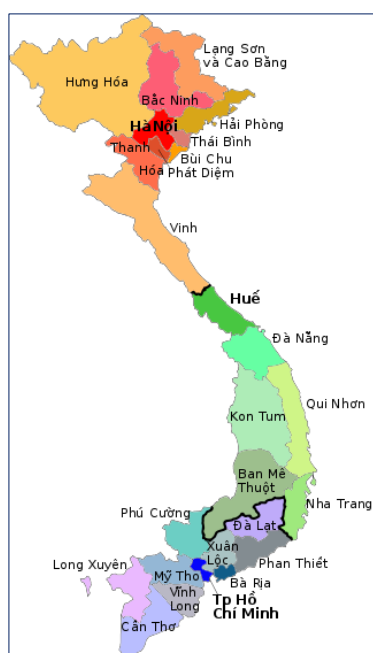 Lạng Sơn
và Cao Bằng
Hưng Hóa
Bắc Ninh
Hải Phòng
HàNội
Thái Bình
Thanh
Hóa
Bùi Chu
Phát Diệm
Vinh
Huế
Đà Nẵng
Qui Nhơn
Kon Tum
Ban Mê
Thuột
Nha Trang
Phú Cường
Đà Lạt
Xuân
Lộc
Phan Thiết
Long Xuyên
Mỹ Tho
Bà Rịa
Vĩnh
Long
Tp Hồ
Chí Minh
Cần Thơ